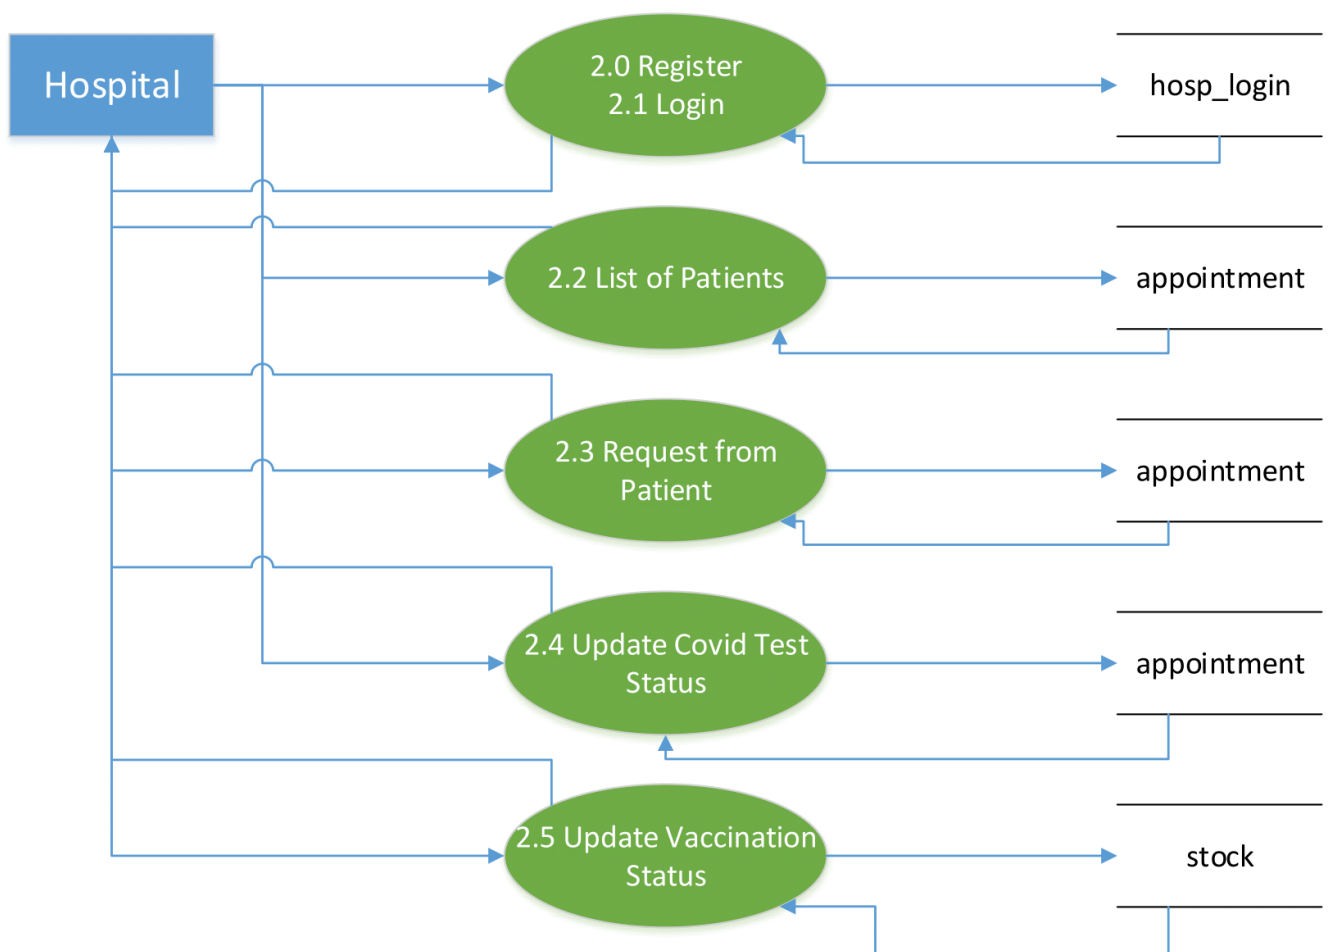 Hospital
2.0 Register
2.1 Login
hosp_login
2.2 List of Patients
appointment
2.3 Request from
Patient
appointment
2.4 Update Covid Test
Status
appointment
2.5 Update Vaccination
Status
stock